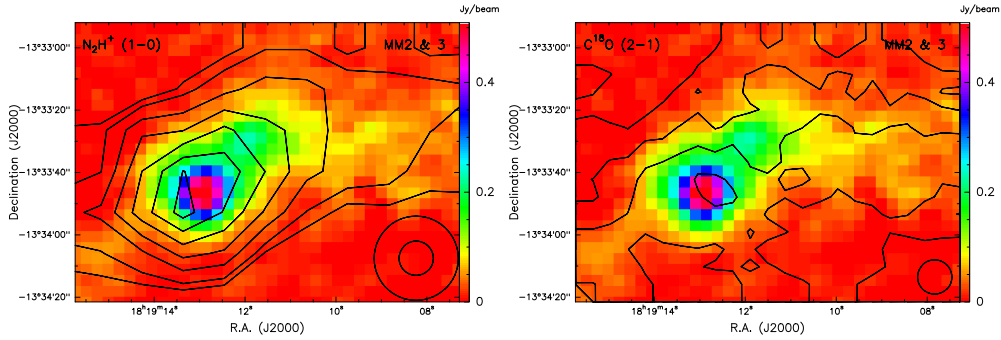 Jy/beam
N₂H⁺ (1-0) MM2 & 3
-13°33'00"
-13°33'20"
-13°33'40"
-13°34'00"
-13°34'20"
Declination (J2000)
18ʰ19ᵐ14ˢ 12ˢ 10ˢ 08ˢ
R.A. (J2000)
0.4
0.2
0
Jy/beam
C¹⁸O (2-1) MM2 & 3
-13°33'00"
-13°33'20"
-13°33'40"
-13°34'00"
-13°34'20"
Declination (J2000)
18ʰ19ᵐ14ˢ 12ˢ 10ˢ 08ˢ
R.A. (J2000)
0.4
0.2
0